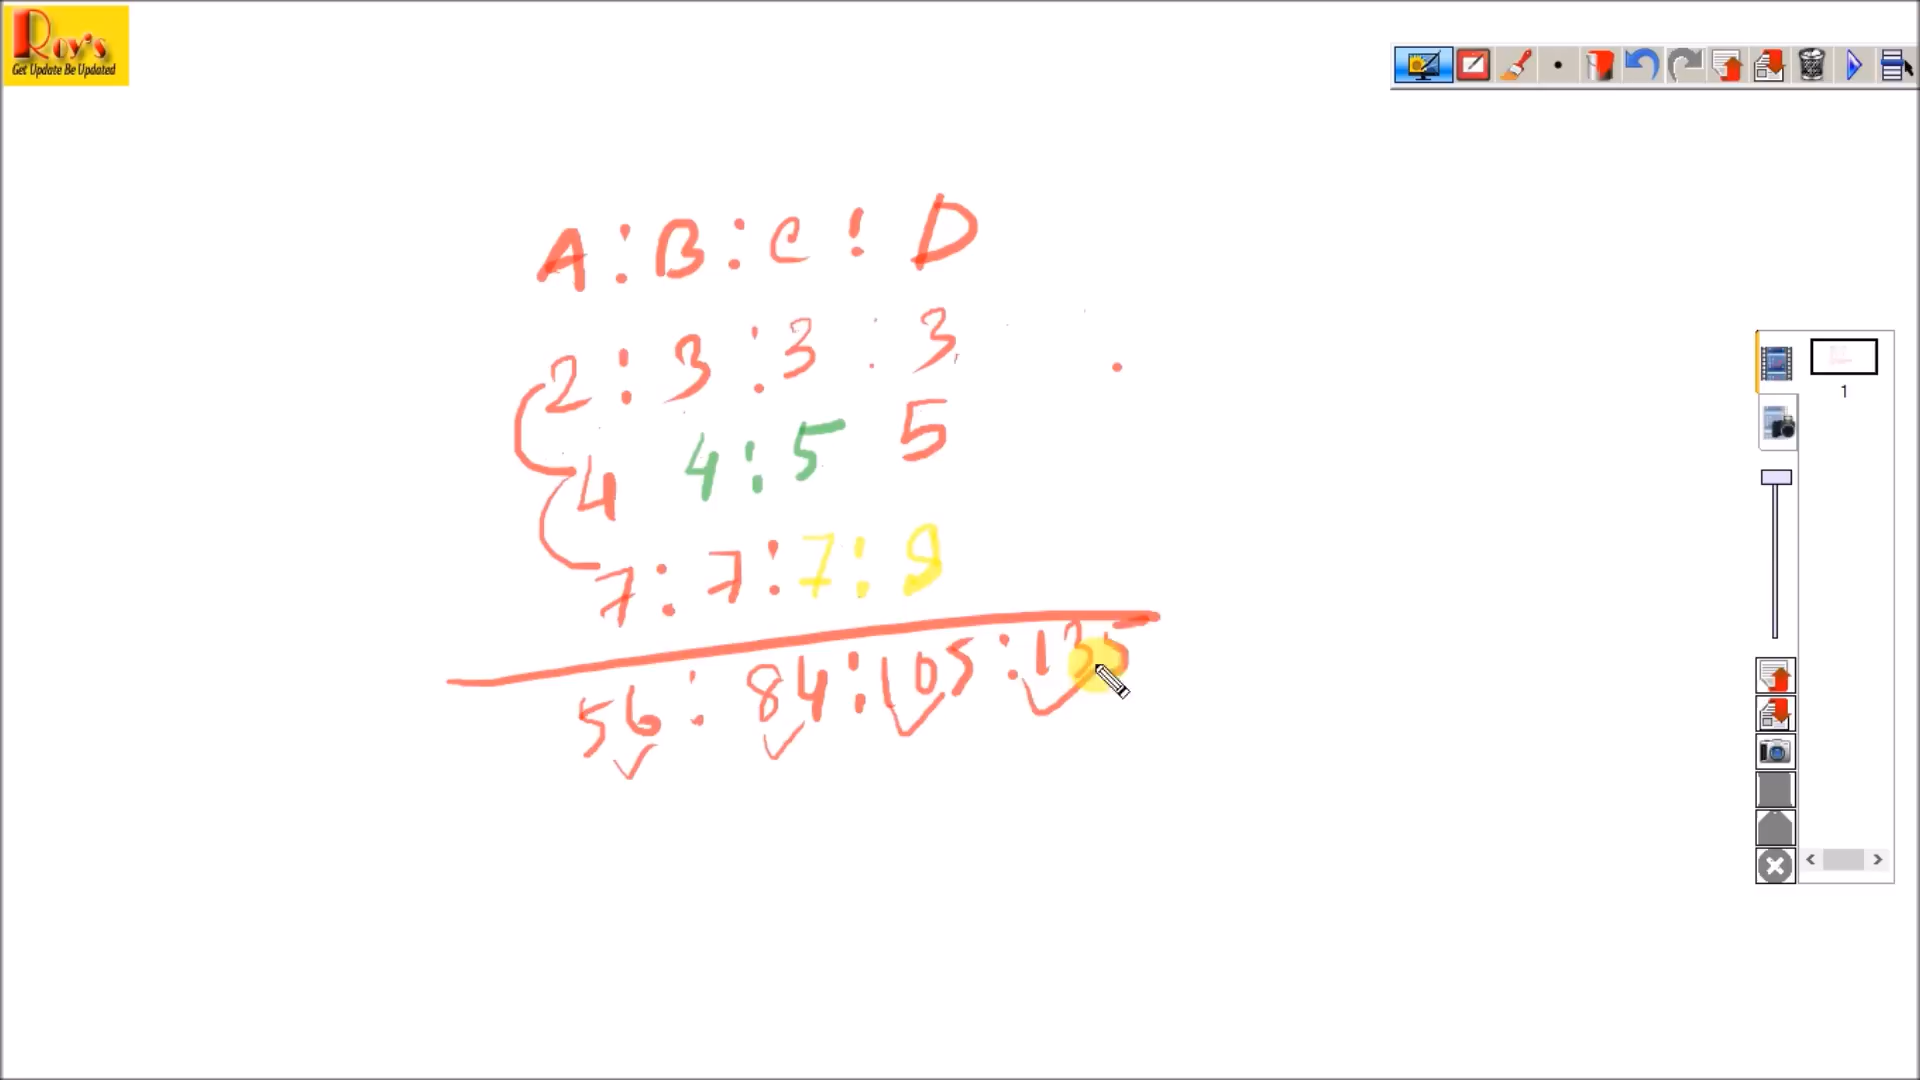 Roy's
Get Update Be Updated
A : B : C : D
2 : 3 : 3 : 3
4 4 : 5 5
7 : 7 : 7 : 9
56 : 84 : 105 : 135
1